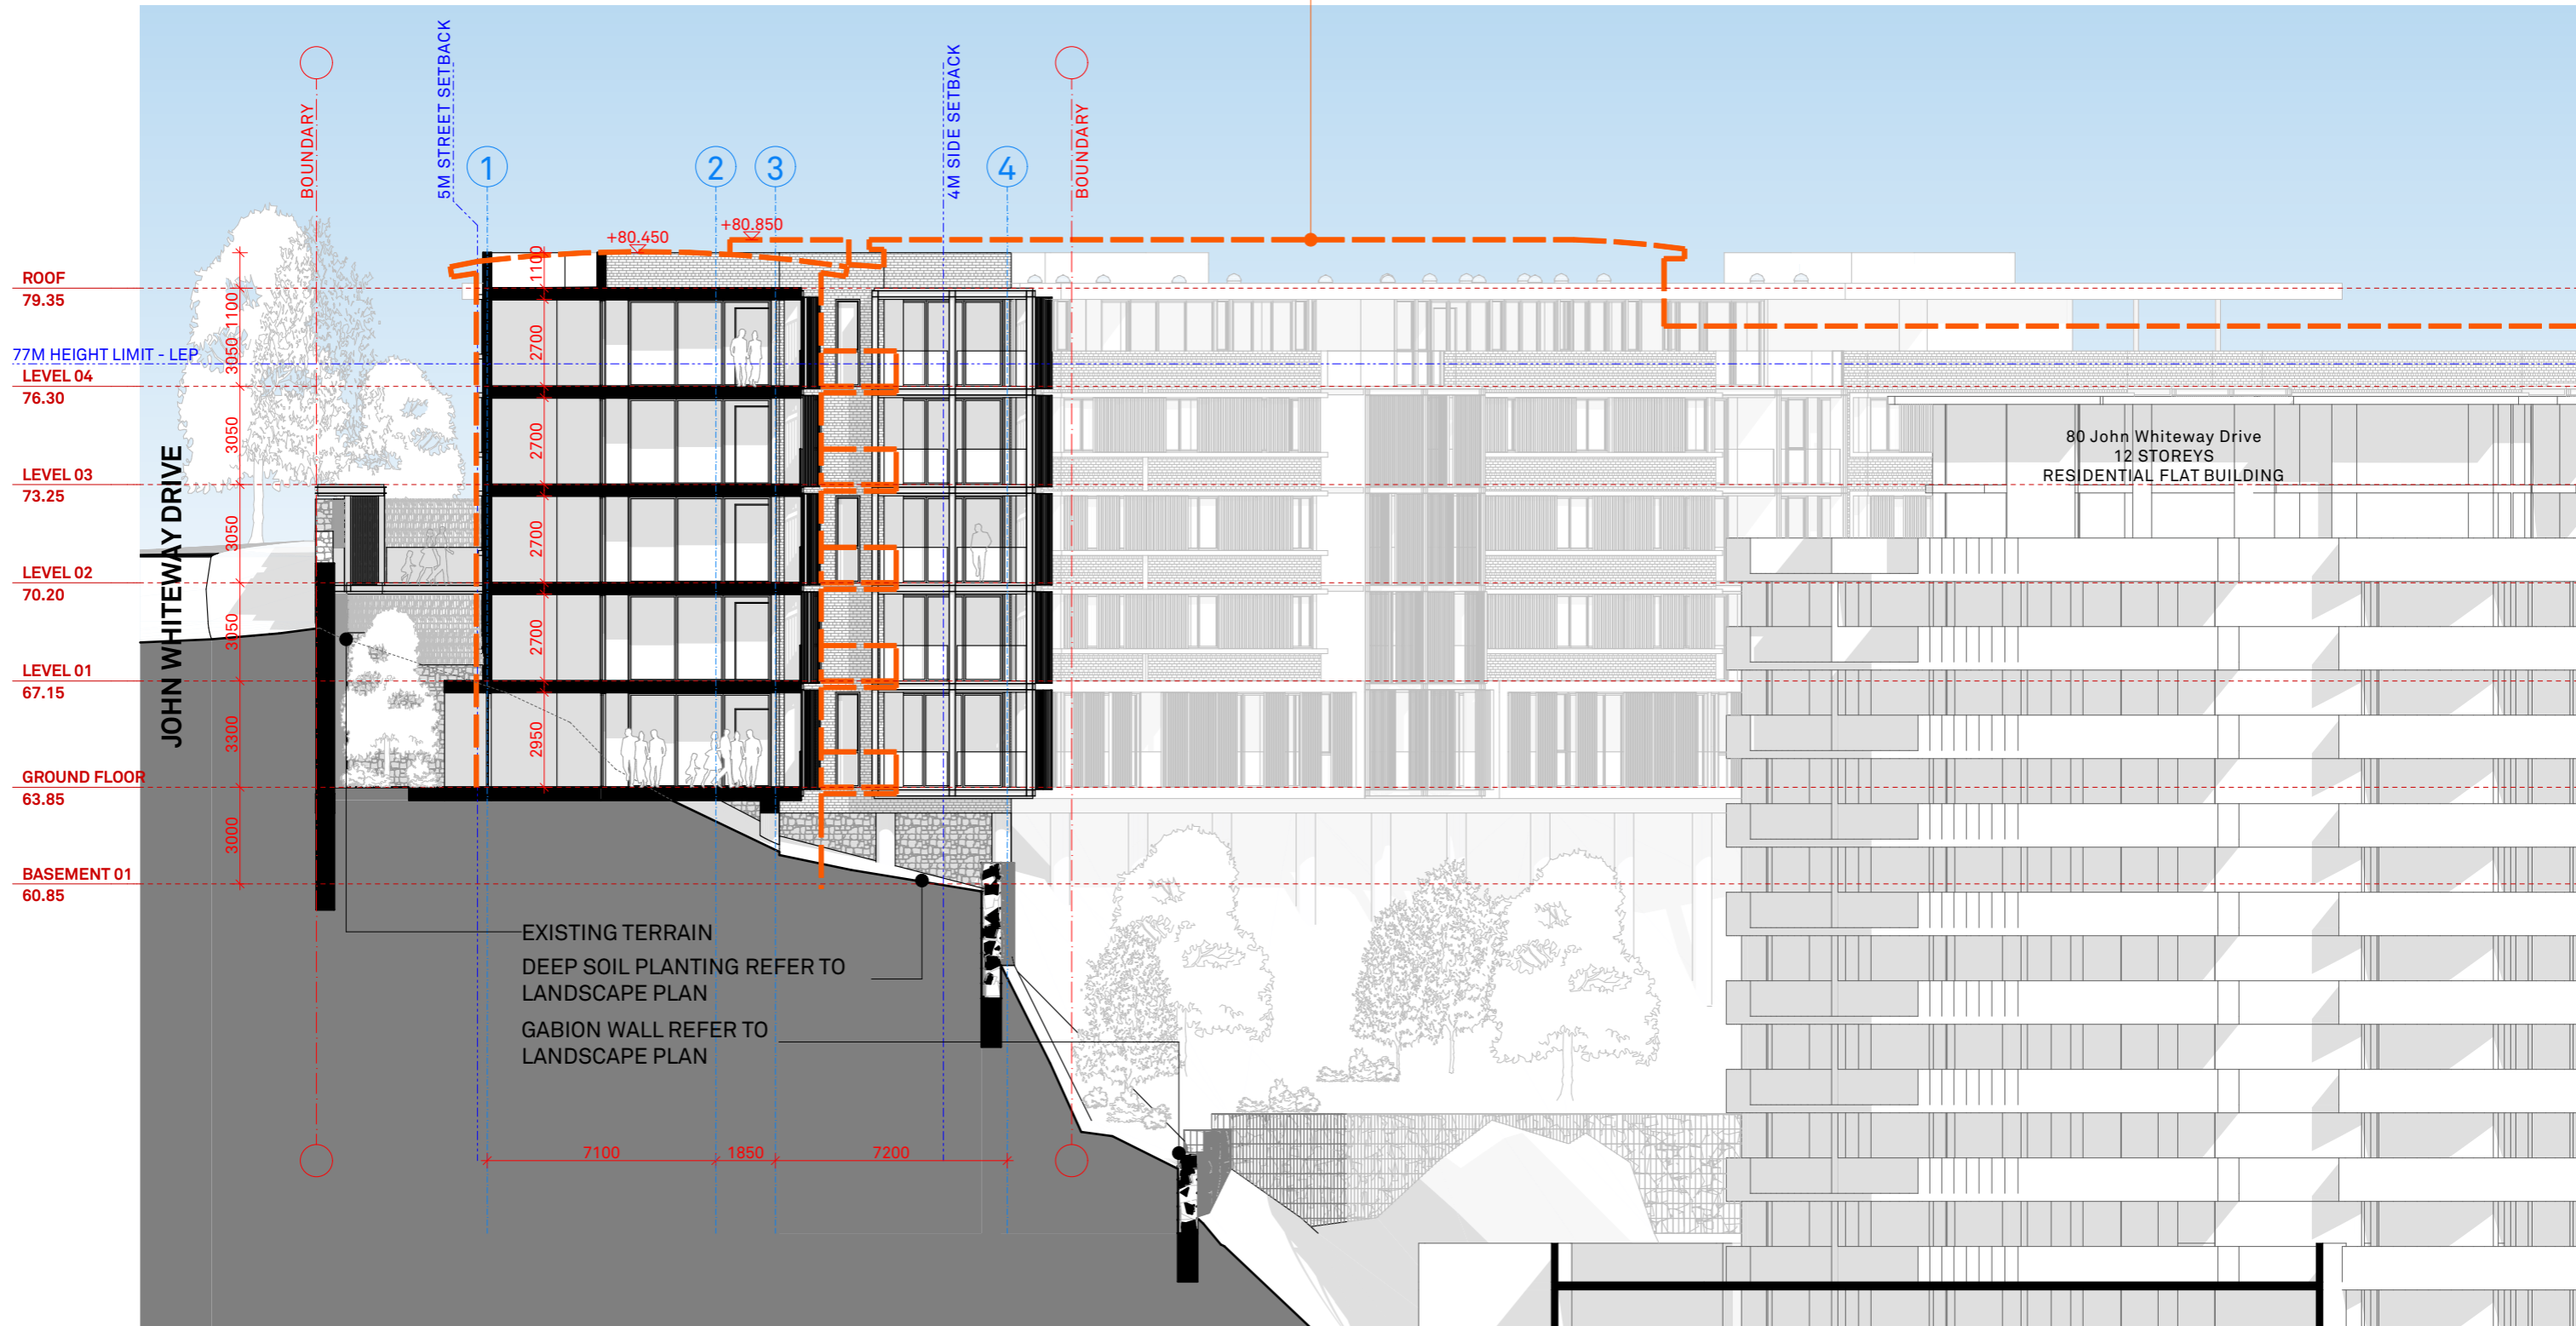 BOUNDARY
5M STREET SETBACK
4M SIDE SETBACK
BOUNDARY
1
2
3
4
+80.450
+80.850
ROOF
79.35
77M HEIGHT LIMIT - LEP
LEVEL 04
76.30
LEVEL 03
73.25
LEVEL 02
70.20
LEVEL 01
67.15
GROUND FLOOR
63.85
BASEMENT 01
60.85
JOHN WHITEWAY DRIVE
1100
3050
3050
3050
3050
3300
3000
1100
2700
2700
2700
2700
2950
80 John Whiteway Drive
12 STOREYS
RESIDENTIAL FLAT BUILDING
EXISTING TERRAIN
DEEP SOIL PLANTING REFER TO
LANDSCAPE PLAN
GABION WALL REFER TO
LANDSCAPE PLAN
7100
1850
7200